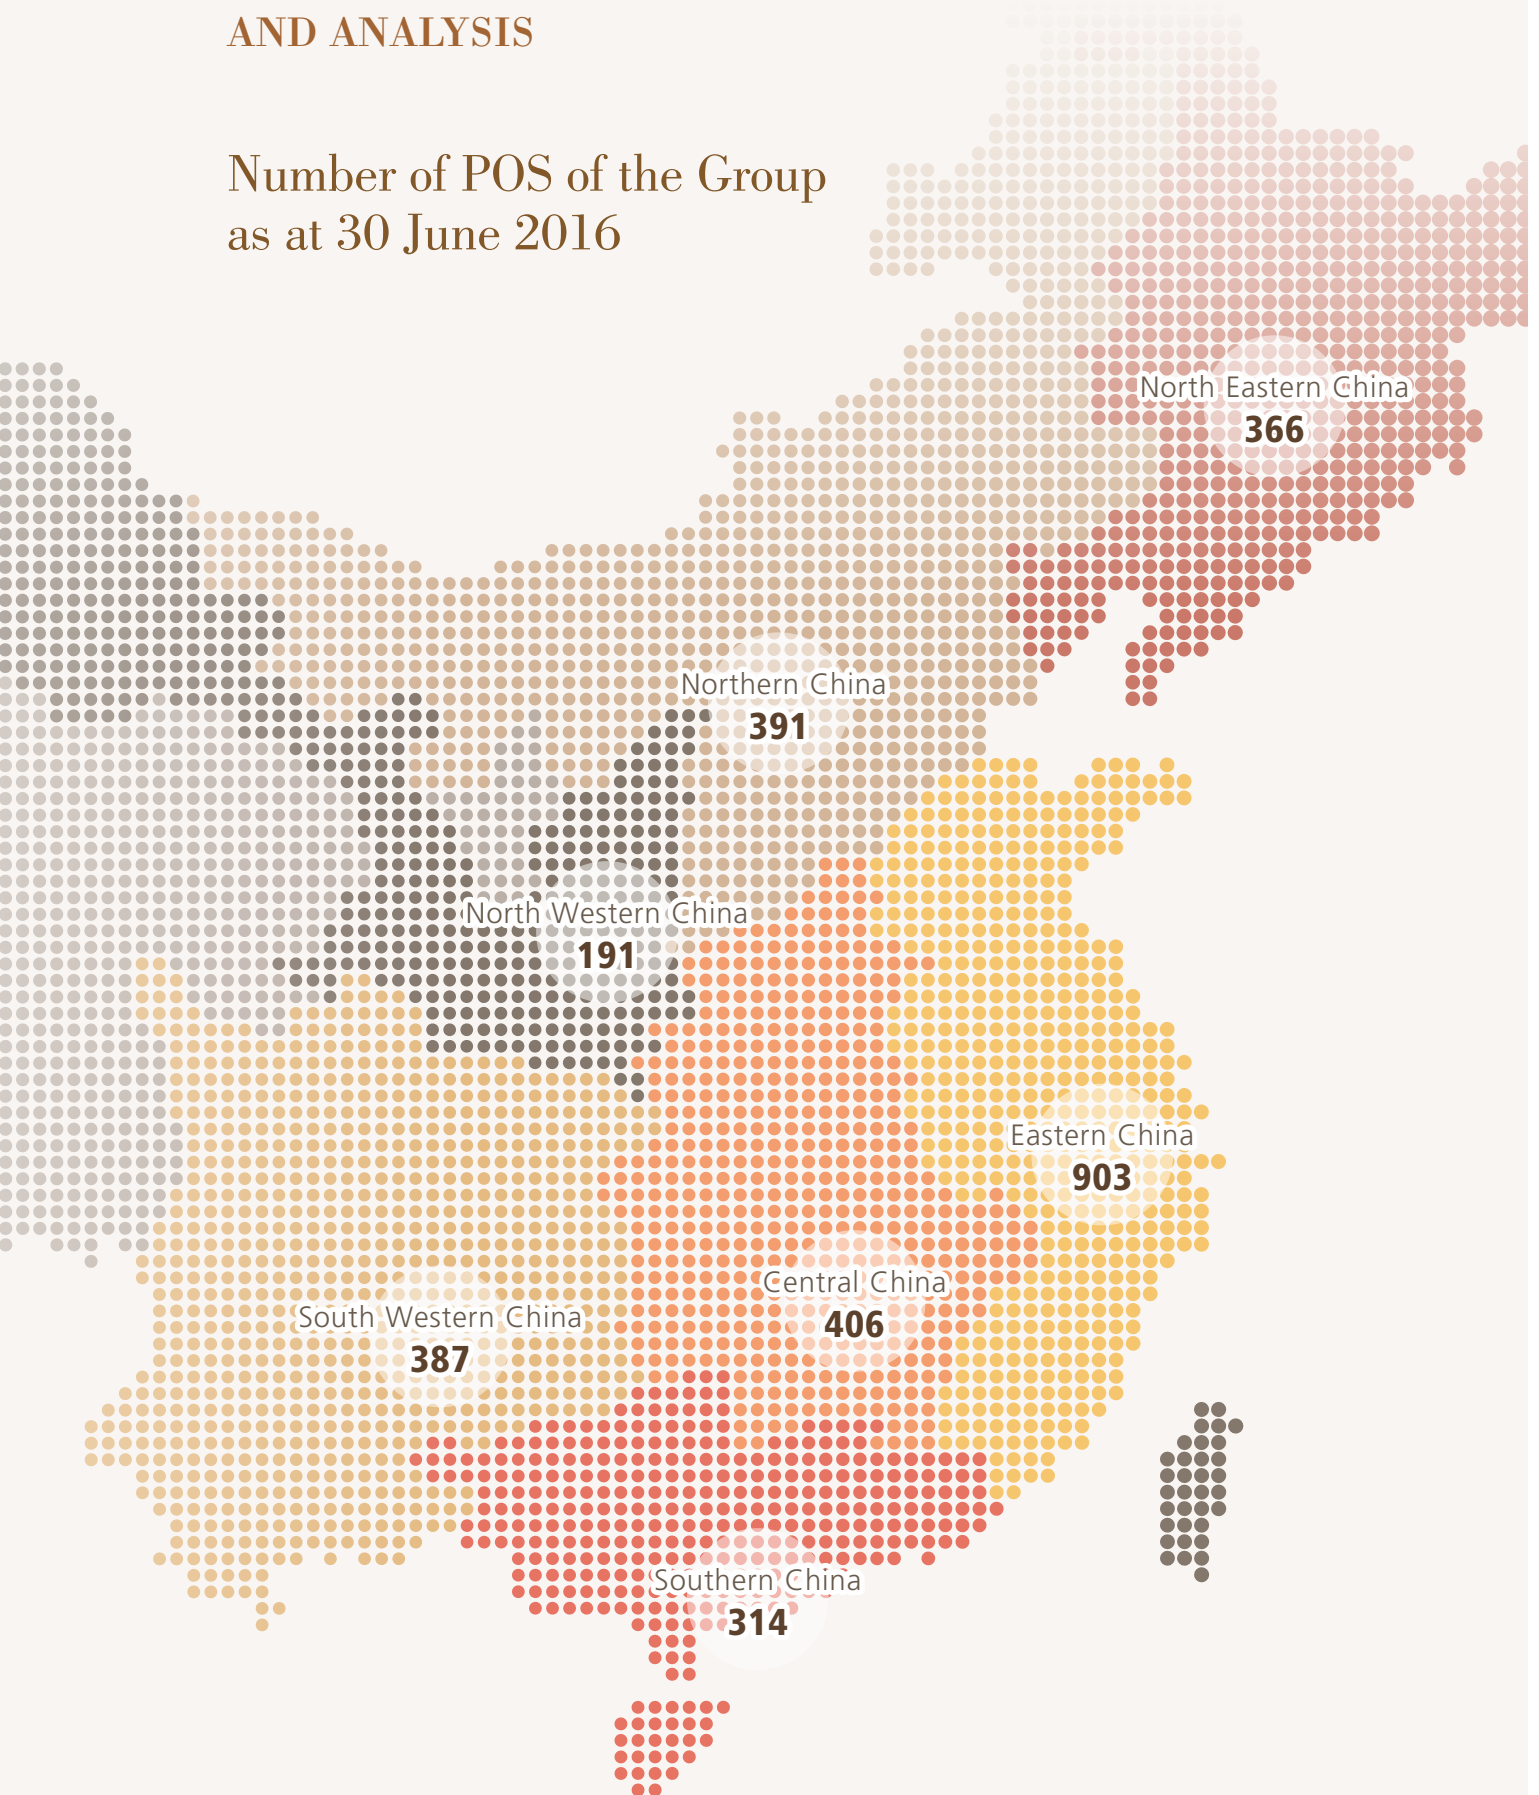 AND ANALYSIS
Number of POS of the Group
as at 30 June 2016
North Eastern China
366
Northern China
391
North Western China
191
Eastern China
903
Central China
406
South Western China
387
Southern China
314